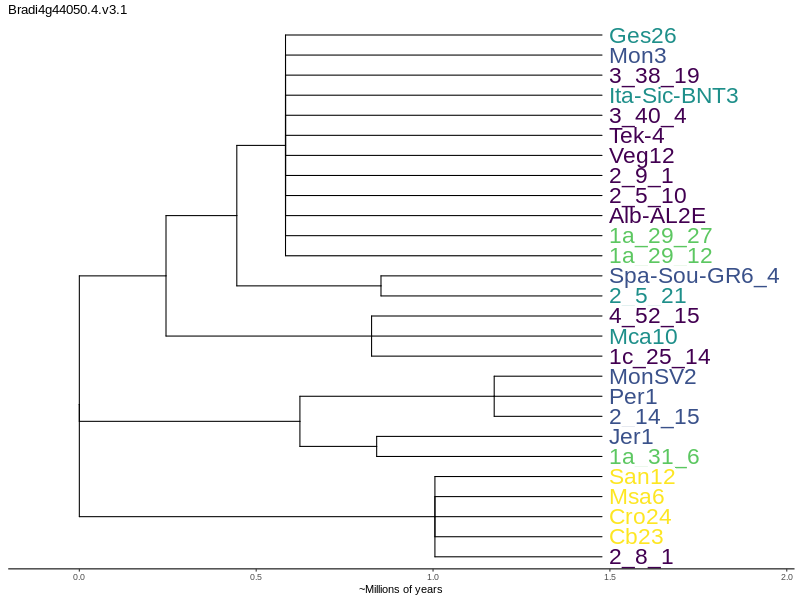 Bradi4g44050.4.v3.1
Ges26
Mon3
3_38_19
Ita-Sic-BNT3
3_40_4
Tek-4
Veg12
2_9_1
2_5_10
Alb-AL2E
1a_29_27
1a_29_12
Spa-Sou-GR6_4
2_5_21
4_52_15
Mca10
1c_25_14
MonSV2
Per1
2_14_15
Jer1
1a_31_6
San12
Msa6
Cro24
Cb23
2_8_1
0.0 0.5 1.0 1.5 2.0
~Millions of years